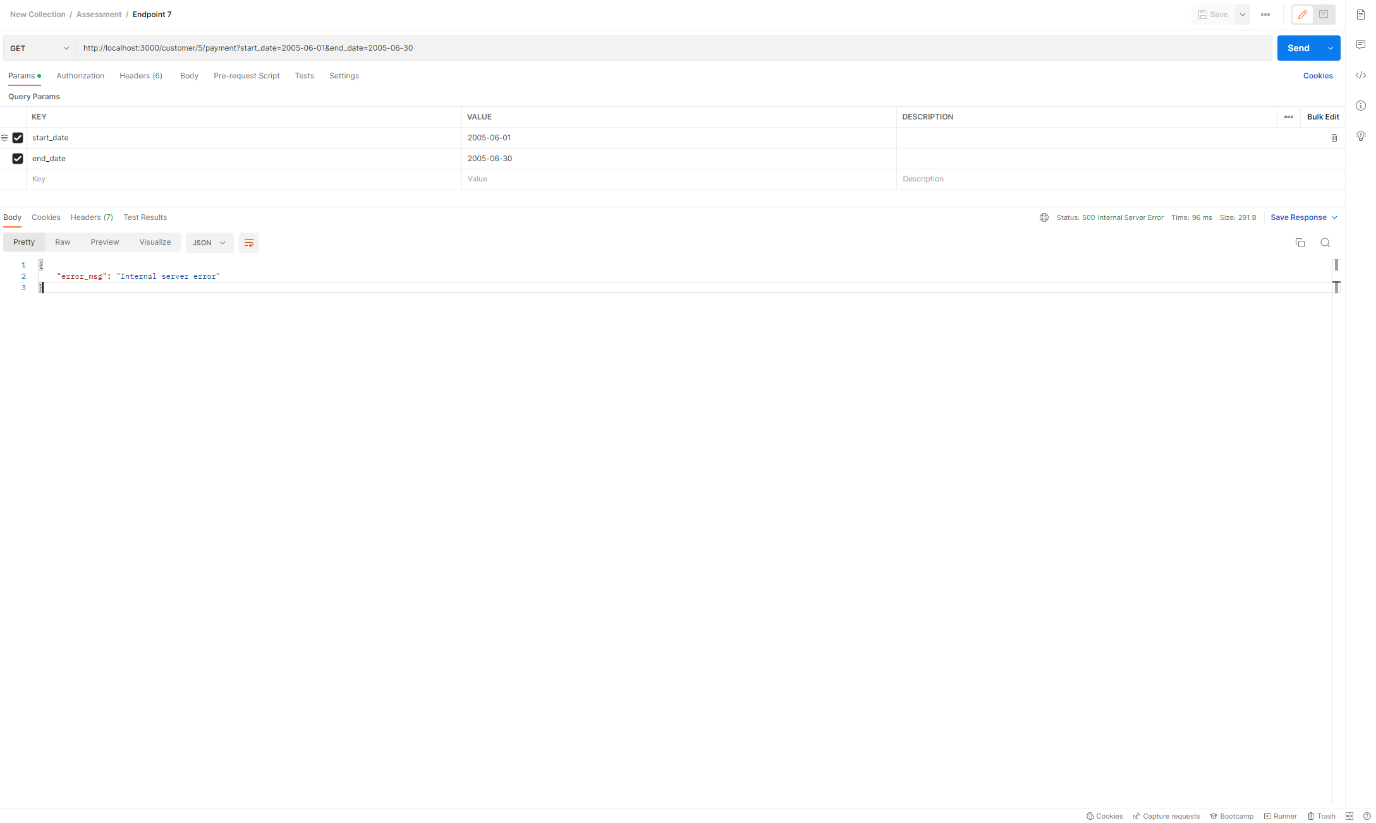 New Collection / Assessment / Endpoint 7
Save
GET
http://localhost:3000/customer/5/payment?start_date=2005-06-01&end_date=2005-06-30
Send
Params
Authorization
Headers (6)
Body
Pre-request Script
Tests
Settings
Cookies
Query Params
KEY VALUE DESCRIPTION Bulk Edit
start_date 2005-06-01
end_date 2005-06-30
Key Value Description
Body Cookies Headers (7) Test Results
Status: 500 Internal Server Error Time: 96 ms Size: 291 B Save Response
Pretty Raw Preview Visualize JSON
1 {
2 "error_msg": "Internal server error"
3 }
Cookies Capture requests Bootcamp Runner Trash